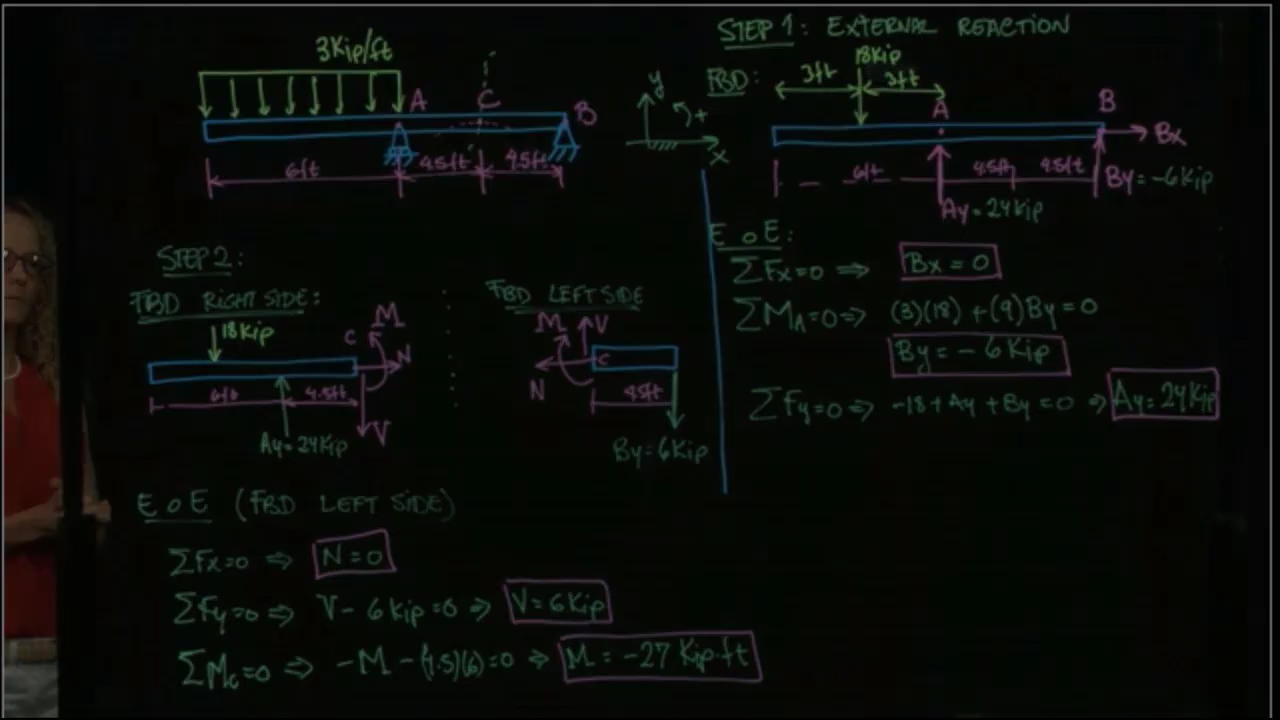 3Kip/ft
A
C
B
6ft
4.5ft
4.5ft
y
+
x
STEP 1: EXTERNAL REACTION
FBD:
18Kip
3ft
3ft
A
B
Bx
6ft
4.5ft
4.5ft
By = -6Kip
Ay = 24Kip
E o E:
ΣFx=0 ⇒ Bx = 0
ΣMA=0 ⇒ (3)(18) + (9)By = 0
By = - 6 Kip
ΣFy=0 ⇒ -18 + Ay + By = 0 ⇒ Ay = 24Kip
STEP 2:
FBD RIGHT SIDE:
18Kip
M
C
N
6ft
4.5ft
V
Ay = 24Kip
FBD LEFT SIDE
M
V
C
N
4.5ft
By = 6Kip
E o E (FBD LEFT SIDE)
ΣFx=0 ⇒ N = 0
ΣFy=0 ⇒ V - 6 Kip = 0 ⇒ V = 6 Kip
ΣMc=0 ⇒ -M - (4.5)(6) = 0 ⇒ M = -27 Kip·ft